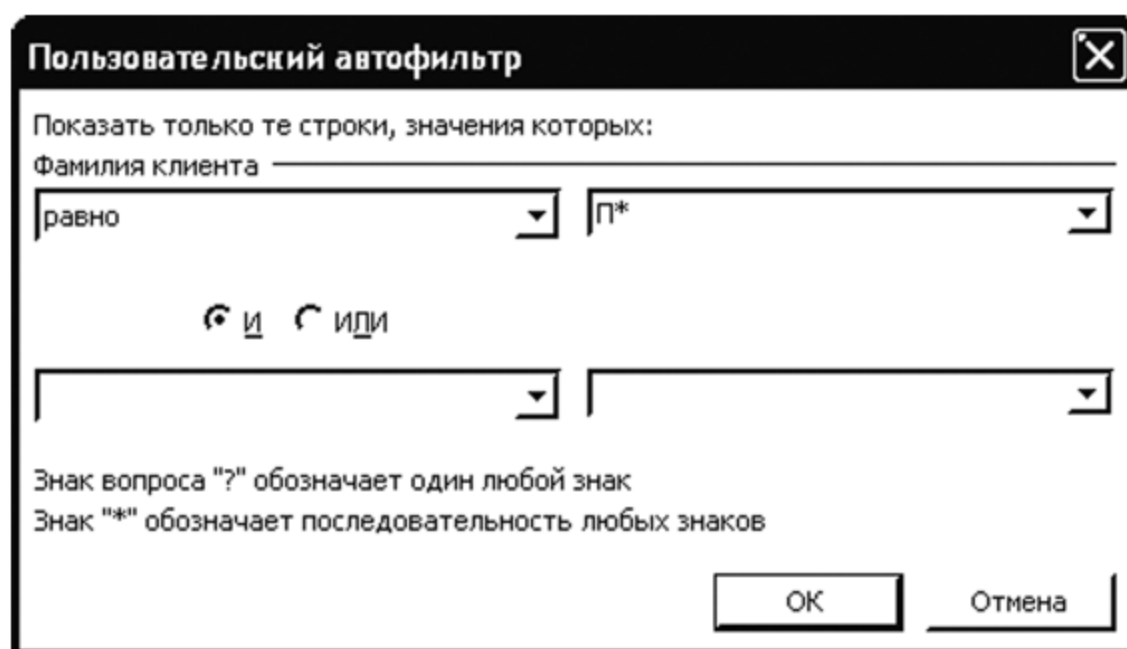 Пользовательский автофильтр
Показать только те строки, значения которых:
Фамилия клиента
равно П*
И ИЛИ
Знак вопроса "?" обозначает один любой знак
Знак "*" обозначает последовательность любых знаков
ОК Отмена